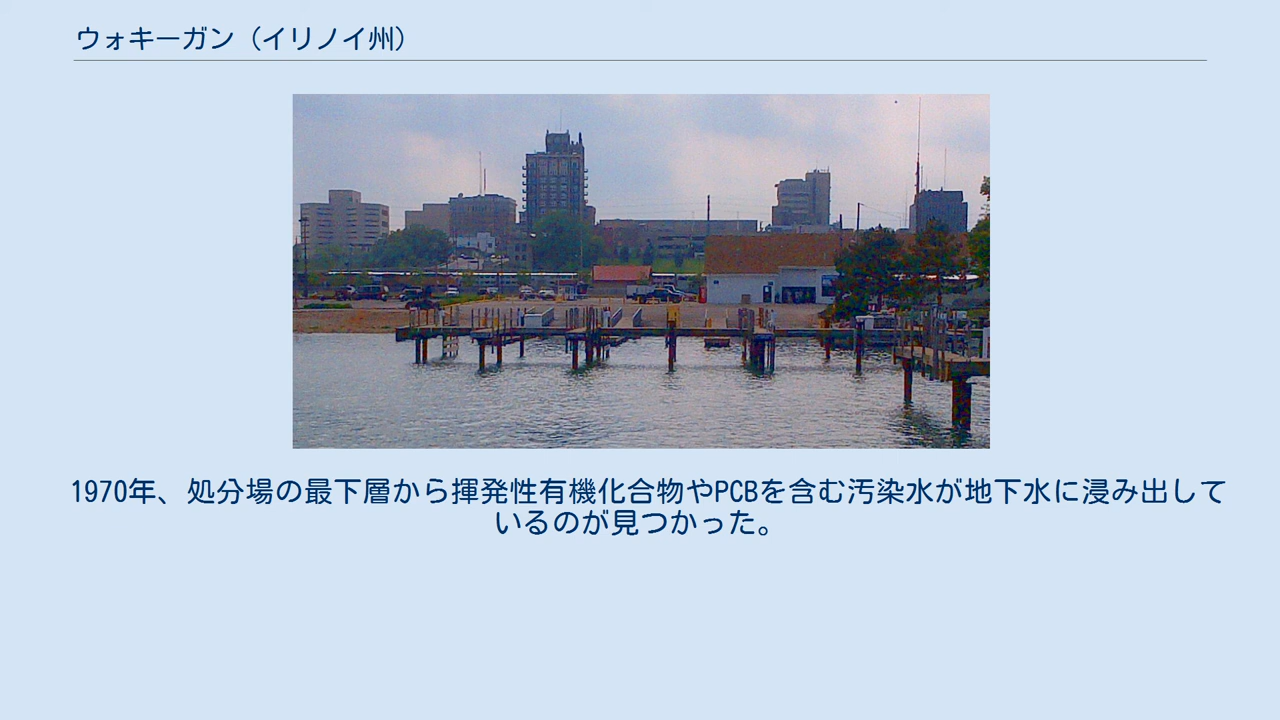 ウォキーガン（イリノイ州）
1970年、処分場の最下層から揮発性有機化合物やPCBを含む汚染水が地下水に浸み出して
いるのが見つかった。